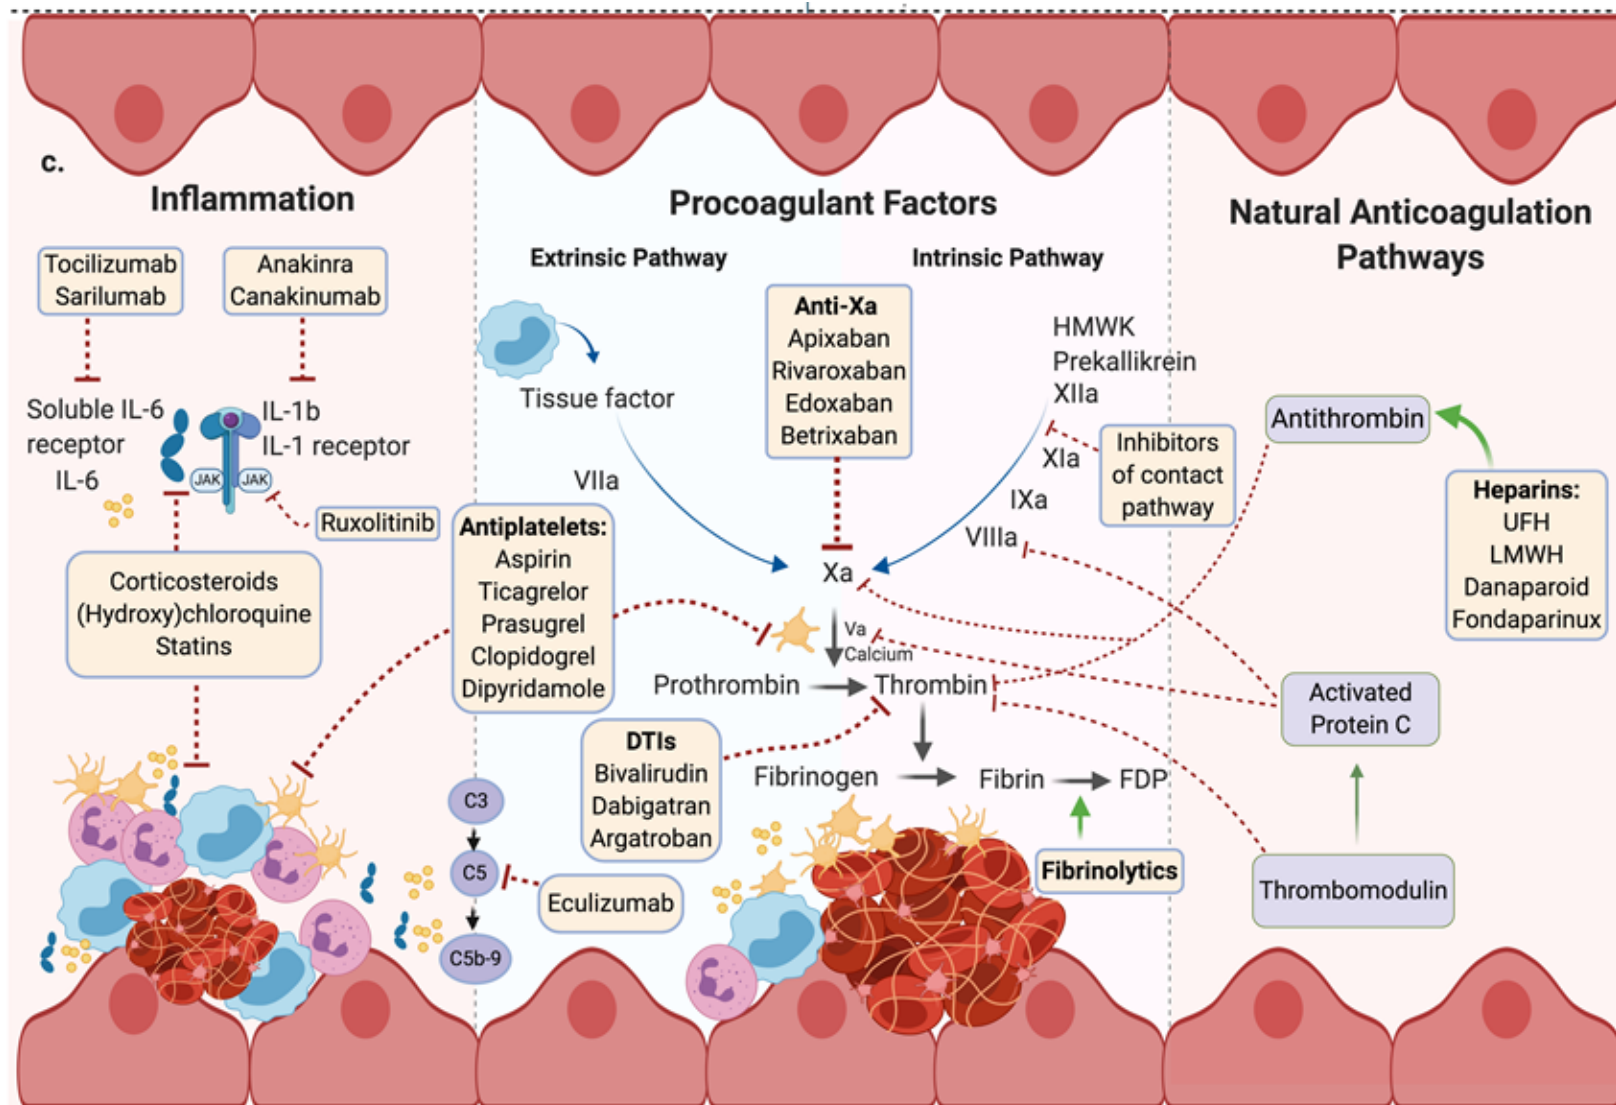 c.
Inflammation
Tocilizumab
Sarilumab
Anakinra
Canakinumab
Soluble IL-6
receptor
IL-6
IL-1b
IL-1 receptor
JAK
JAK
Ruxolitinib
Corticosteroids
(Hydroxy)chloroquine
Statins
Procoagulant Factors
Extrinsic Pathway
Intrinsic Pathway
Tissue factor
VIIa
Anti-Xa
Apixaban
Rivaroxaban
Edoxaban
Betrixaban
HMWK
Prekallikrein
XIIa
XIa
IXa
VIIIa
Inhibitors
of contact
pathway
Xa
Va
Calcium
Antiplatelets:
Aspirin
Ticagrelor
Prasugrel
Clopidogrel
Dipyridamole
Prothrombin
Thrombin
DTIs
Bivalirudin
Dabigatran
Argatroban
Fibrinogen
Fibrin
FDP
Fibrinolytics
C3
C5
C5b-9
Eculizumab
Natural Anticoagulation
Pathways
Antithrombin
Heparins:
UFH
LMWH
Danaparoid
Fondaparinux
Activated
Protein C
Thrombomodulin